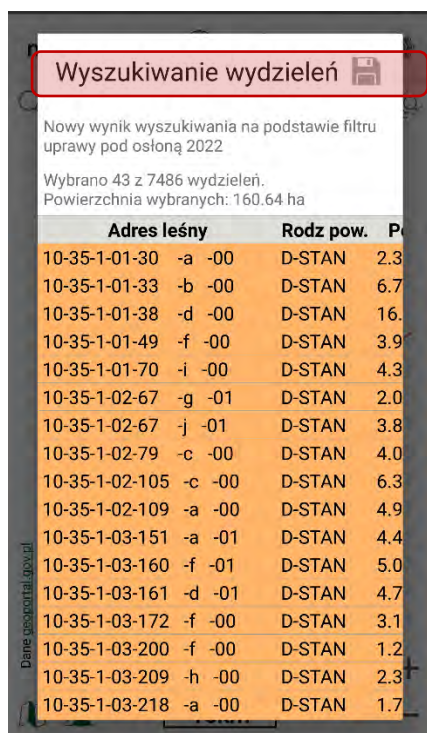 Wyszukiwanie wydzieleń
Nowy wynik wyszukiwania na podstawie filtru
uprawy pod osłoną 2022
Wybrano 43 z 7486 wydzieleń.
Powierzchnia wybranych: 160.64 ha
Adres leśny Rodz pow.
10-35-1-01-30 -a -00 D-STAN 2.3
10-35-1-01-33 -b -00 D-STAN 6.7
10-35-1-01-38 -d -00 D-STAN 16.
10-35-1-01-49 -f -00 D-STAN 3.9
10-35-1-01-70 -i -00 D-STAN 4.3
10-35-1-02-67 -g -01 D-STAN 2.0
10-35-1-02-67 -j -01 D-STAN 3.8
10-35-1-02-79 -c -00 D-STAN 4.0
10-35-1-02-105 -c -00 D-STAN 6.3
10-35-1-02-109 -a -00 D-STAN 4.9
10-35-1-03-151 -a -01 D-STAN 4.4
10-35-1-03-160 -f -01 D-STAN 5.0
10-35-1-03-161 -d -01 D-STAN 4.7
10-35-1-03-172 -f -00 D-STAN 3.1
10-35-1-03-200 -f -00 D-STAN 1.2
10-35-1-03-209 -h -00 D-STAN 2.3
10-35-1-03-218 -a -00 D-STAN 1.7
Dane geoportal.gov.pl